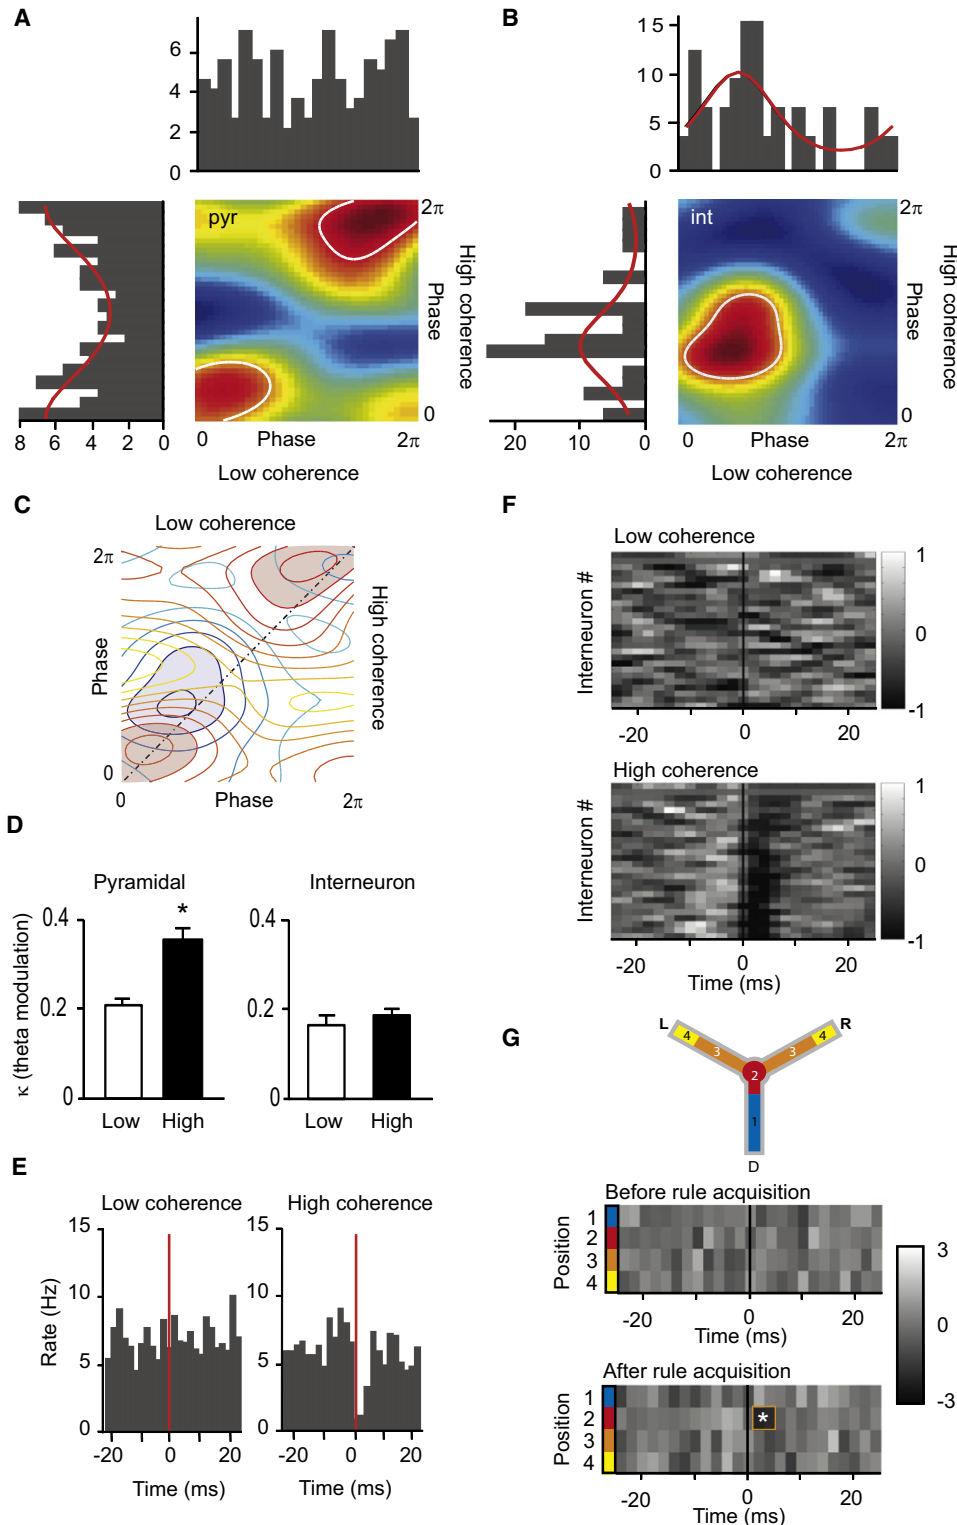 A
6
4
2
0
pyr
2π
High coherence
Phase
0
8 6 4 2 0
0 Phase 2π
Low coherence
B
15
10
5
0
int
2π
High coherence
Phase
0
20 10 0
0 Phase 2π
Low coherence
C
Low coherence
2π
Phase
0
High coherence
0 Phase 2π
D
Pyramidal
Interneuron
κ (theta modulation)
0.4
0.2
0
*
Low High
0.4
0.2
0
Low High
E
Low coherence
High coherence
Rate (Hz)
15
10
5
0
-20 0 20
Time (ms)
15
10
5
0
-20 0 20
Time (ms)
F
Low coherence
Interneuron #
1
0
-1
-20 0 20
High coherence
Interneuron #
1
0
-1
-20 0 20
Time (ms)
G
L
R
4 3 2 3 4
1
D
Before rule acquisition
Position
1
2
3
4
-20 0 20
Time (ms)
3
0
-3
After rule acquisition
Position
1
2
3
4
*
-20 0 20
Time (ms)